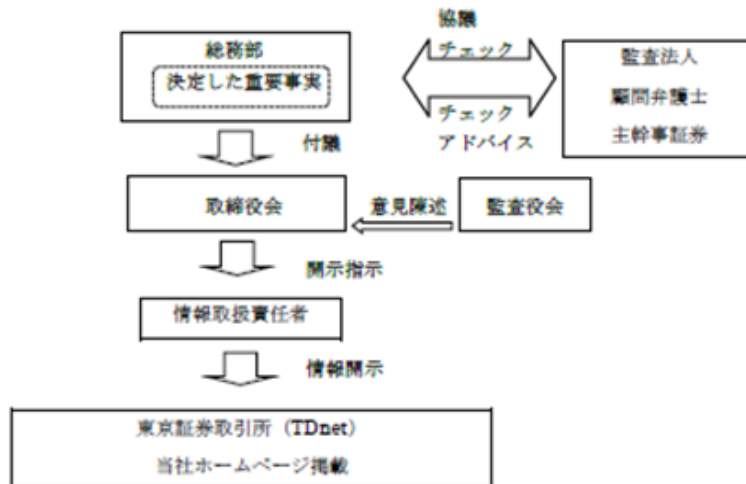 協議
総務部
チェック
決定した重要事実
監査法人
顧問弁護士
チェック
主幹事証券
付議
アドバイス
取締役会
意見陳述
監査役会
開示指示
情報取扱責任者
情報開示
東京証券取引所（TDnet）
当社ホームページ掲載